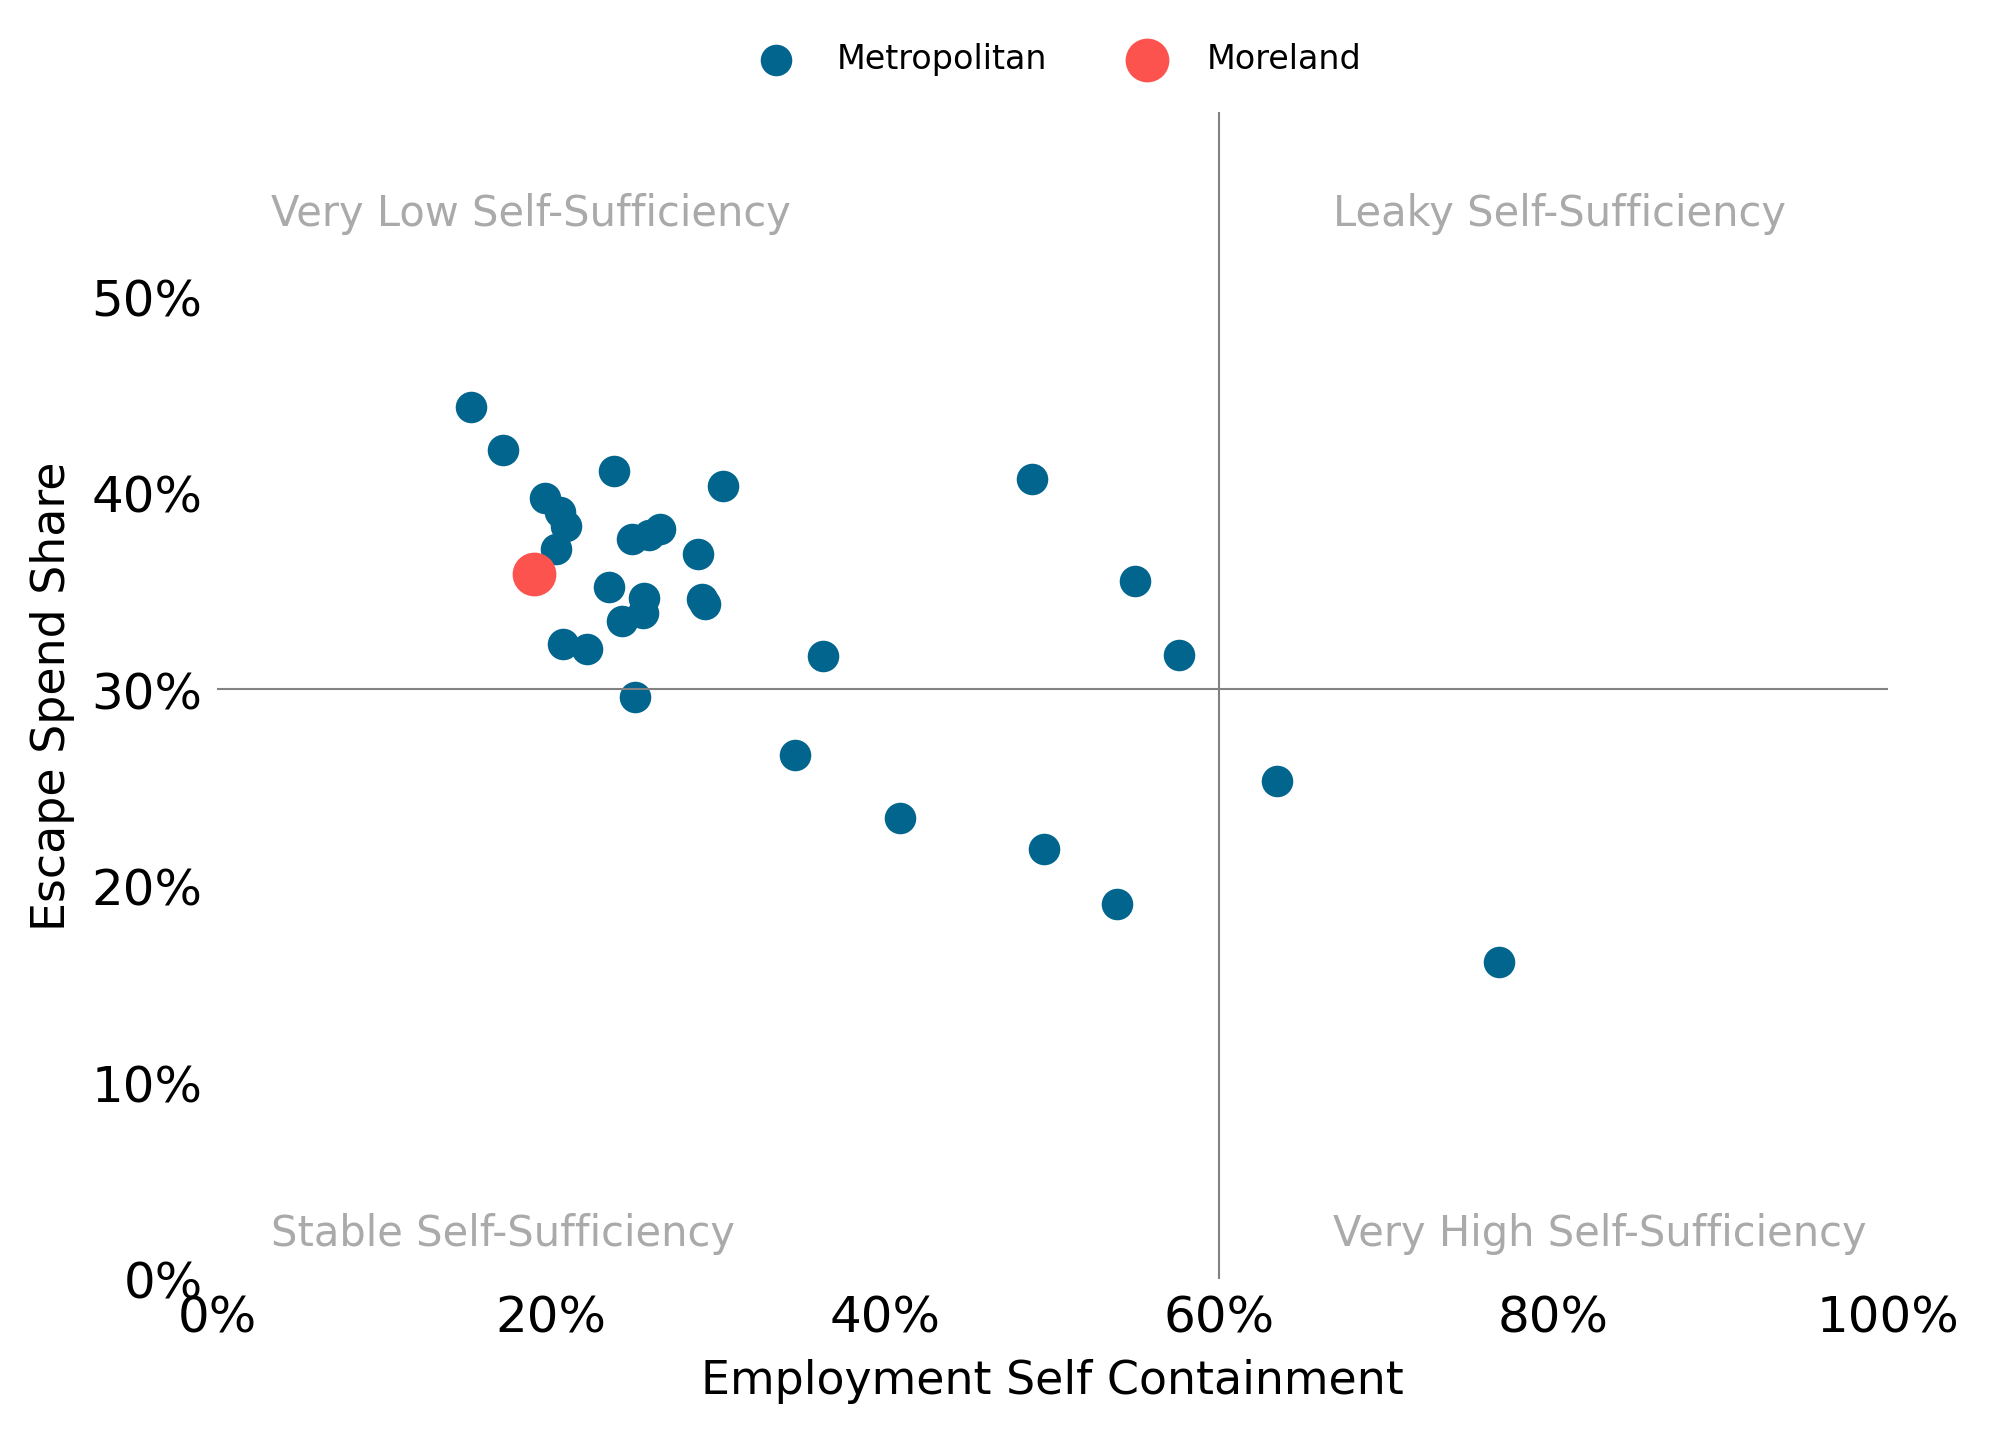 Metropolitan Moreland
Very Low Self-Sufficiency Leaky Self-Sufficiency
50%
40%
30%
20%
10%
0%
Escape Spend Share
Stable Self-Sufficiency Very High Self-Sufficiency
0% 20% 40% 60% 80% 100%
Employment Self Containment